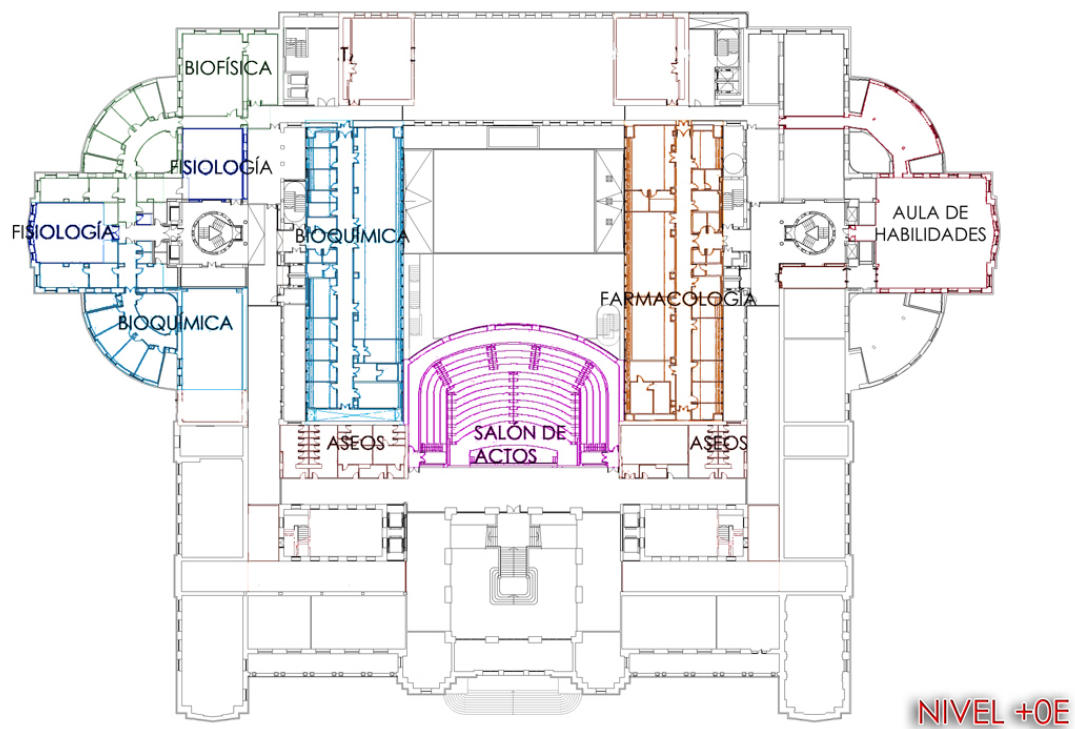 T.
BIOFÍSICA
FISIOLOGÍA
FISIOLOGÍA
BIOQUÍMICA
AULA DE
HABILIDADES
FARMACOLOGÍA
BIOQUÍMICA
ASEOS
SALÓN DE
ACTOS
ASEOS
NIVEL +0E